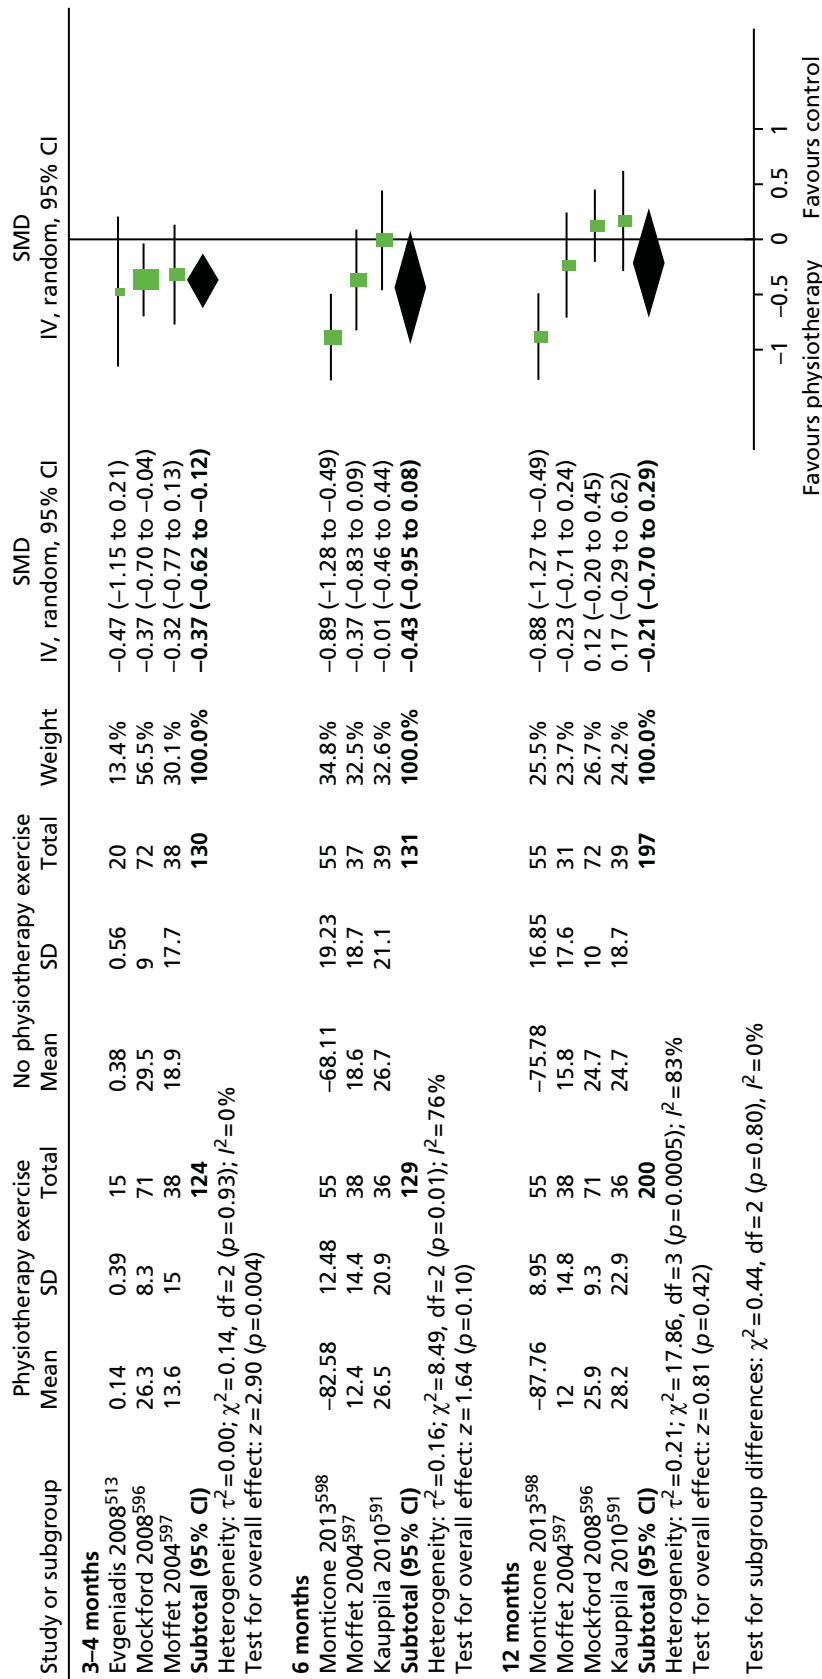 Physiotherapy exercise No physiotherapy exercise SMD SMD
Study or subgroup Mean SD Total Mean SD Total Weight IV, random, 95% CI IV, random, 95% CI
3–4 months
Evgeniadis 2008513 0.14 0.39 15 0.38 0.56 20 13.4% −0.47 (−1.15 to 0.21)
Mockford 2008596 26.3 8.3 71 29.5 9 72 56.5% −0.37 (−0.70 to −0.04)
Moffet 2004597 13.6 15 38 18.9 17.7 38 30.1% −0.32 (−0.77 to 0.13)
Subtotal (95% CI) 124 130 100.0% −0.37 (−0.62 to −0.12)
Heterogeneity: τ2=0.00; χ2=0.14, df=2 (p=0.93); I2=0%
Test for overall effect: z=2.90 (p=0.004)
6 months
Monticone 2013598 −82.58 12.48 55 −68.11 19.23 55 34.8% −0.89 (−1.28 to −0.49)
Moffet 2004597 12.4 14.4 38 18.6 18.7 37 32.5% −0.37 (−0.83 to 0.09)
Kauppila 2010591 26.5 20.9 36 26.7 21.1 39 32.6% −0.01 (−0.46 to 0.44)
Subtotal (95% CI) 129 131 100.0% −0.43 (−0.95 to 0.08)
Heterogeneity: τ2=0.16; χ2=8.49, df=2 (p=0.01); I2=76%
Test for overall effect: z=1.64 (p=0.10)
12 months
Monticone 2013598 −87.76 8.95 55 −75.78 16.85 55 25.5% −0.88 (−1.27 to −0.49)
Moffet 2004597 12 14.8 38 15.8 17.6 31 23.7% −0.23 (−0.71 to 0.24)
Mockford 2008596 25.9 9.3 71 24.7 10 72 26.7% 0.12 (−0.20 to 0.45)
Kauppila 2010591 28.2 22.9 36 24.7 18.7 39 24.2% 0.17 (−0.29 to 0.62)
Subtotal (95% CI) 200 197 100.0% −0.21 (−0.70 to 0.29)
Heterogeneity: τ2=0.21; χ2=17.86, df=3 (p=0.0005); I2=83%
Test for overall effect: z=0.81 (p=0.42)
Test for subgroup differences: χ2=0.44, df=2 (p=0.80), I2=0%
−1 −0.5 0 0.5 1
Favours physiotherapy Favours control